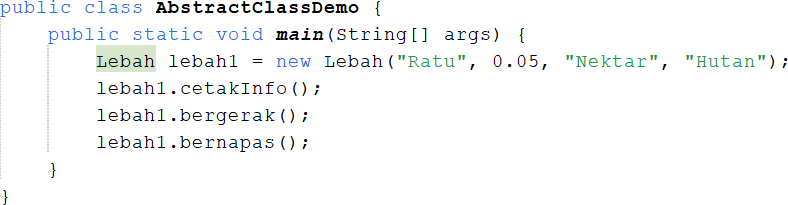 public class AbstractClassDemo {
    public static void main(String[] args) {
        Lebah lebah1 = new Lebah("Ratu", 0.05, "Nektar", "Hutan");
        lebah1.cetakInfo();
        lebah1.bergerak();
        lebah1.bernapas();
    }
}